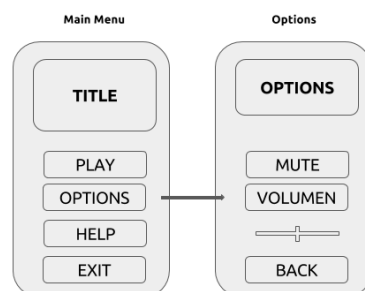 Main Menu
TITLE
PLAY
OPTIONS
HELP
EXIT
Options
OPTIONS
MUTE
VOLUMEN
BACK